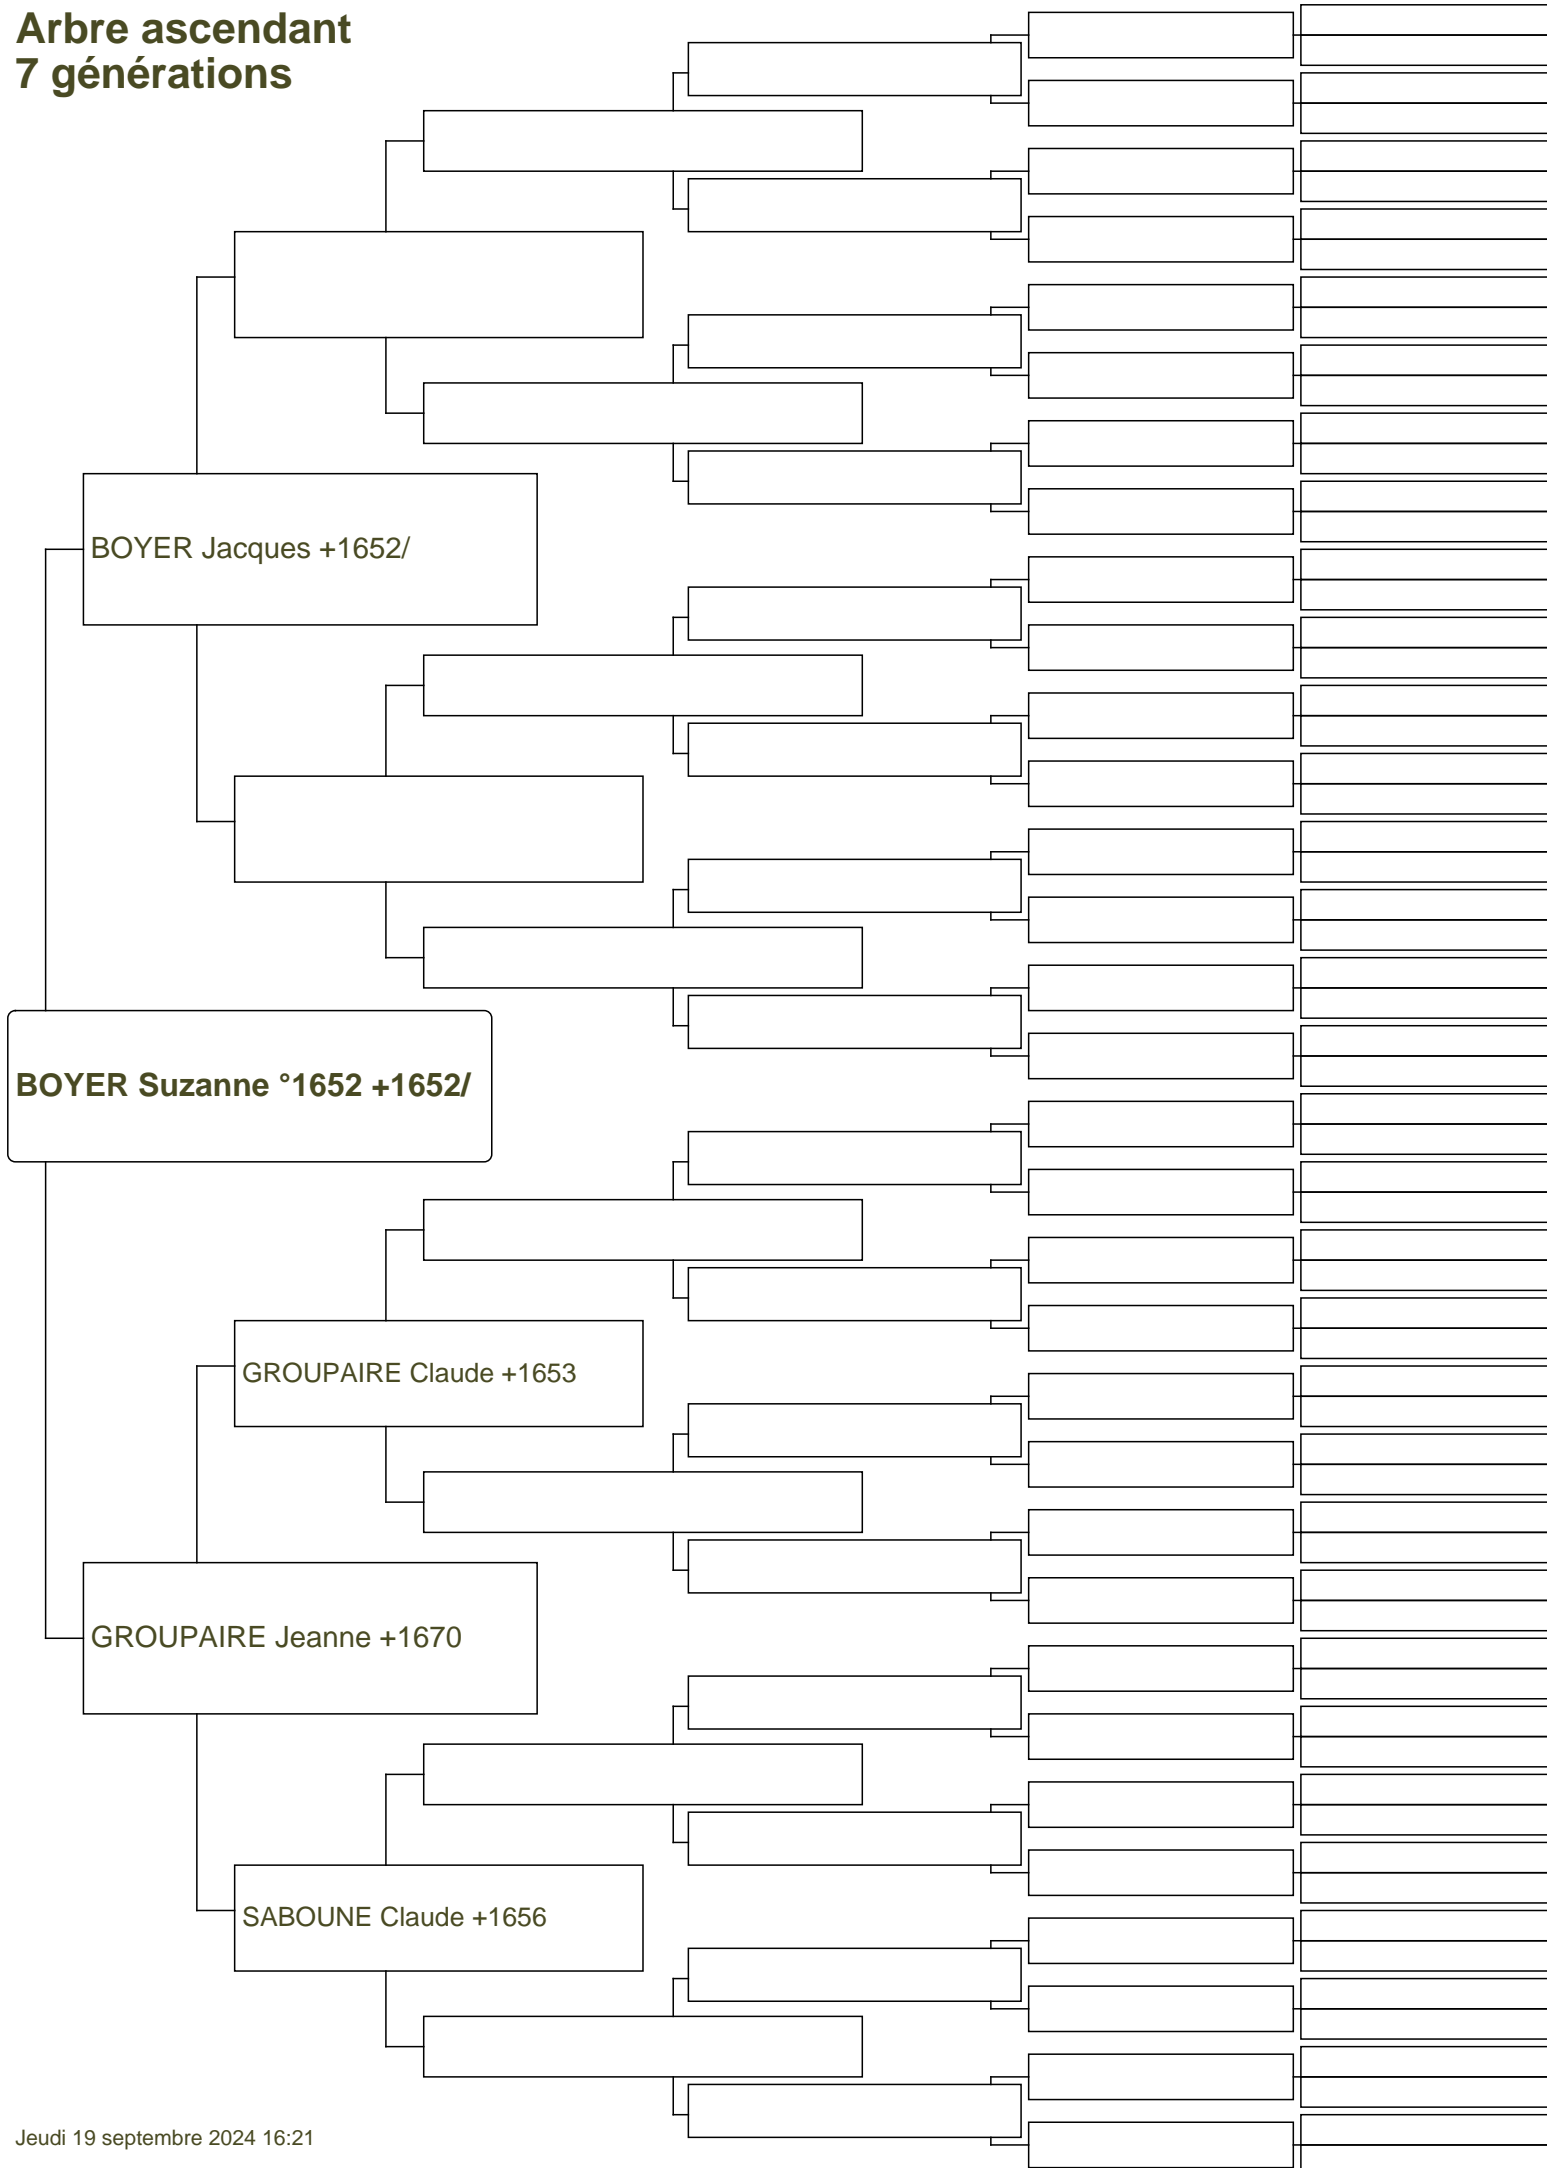 Arbre ascendant
7 générations
BOYER Jacques +1652/
BOYER Suzanne °1652 +1652/
GROUPAIRE Claude +1653
GROUPAIRE Jeanne +1670
SABOUNE Claude +1656
Jeudi 19 septembre 2024 16:21